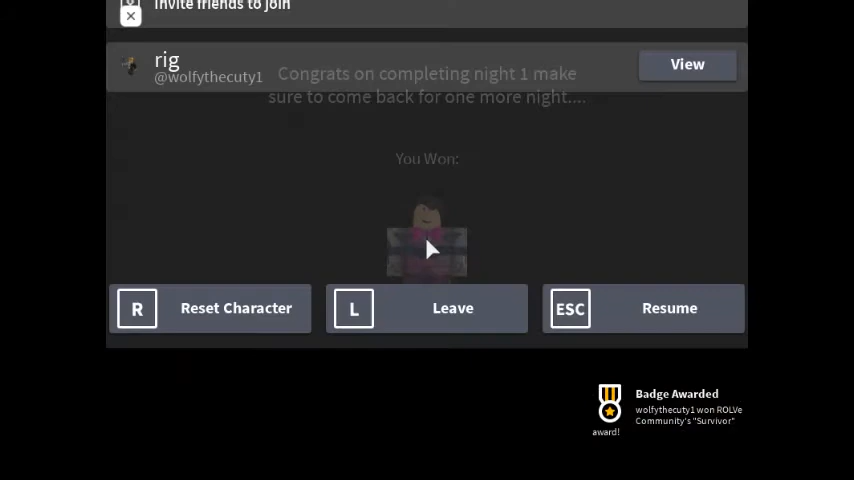 Invite friends to join
rig
@wolfythecuty1
View
Congrats on completing night 1 make
sure to come back for one more night....
You Won:
R
Reset Character
L
Leave
ESC
Resume
Badge Awarded
wolfythecuty1 won ROLVe
Community's "Survivor"
award!